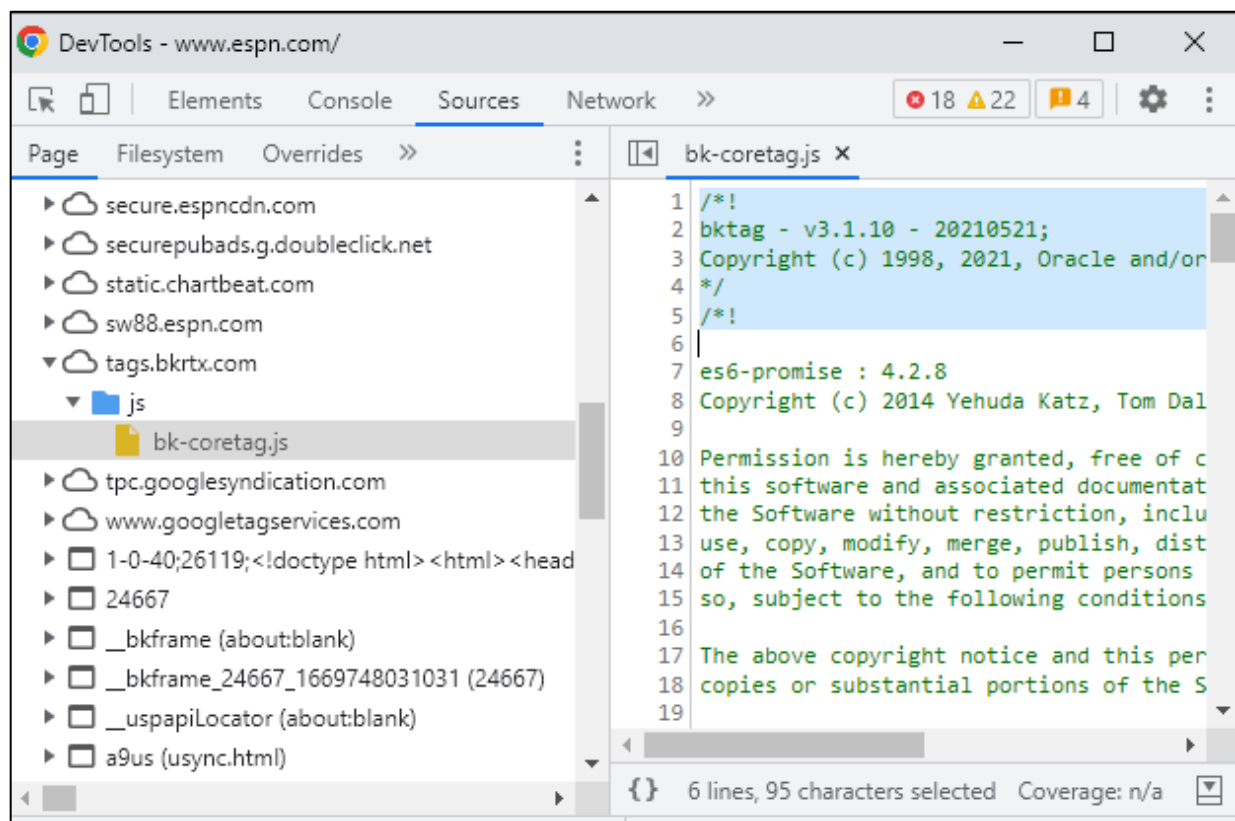 DevTools - www.espn.com/
Elements Console Sources Network » 18 22 4
Page Filesystem Overrides »
secure.espncdn.com
securepubads.g.doubleclick.net
static.chartbeat.com
sw88.espn.com
tags.bkrtx.com
js
bk-coretag.js
tpc.googlesyndication.com
www.googletagservices.com
1-0-40;26119;<!doctype html><html><head
24667
__bkframe (about:blank)
__bkframe_24667_1669748031031 (24667)
__uspapiLocator (about:blank)
a9us (usync.html)
bk-coretag.js ×
1 /*!
2 bktag - v3.1.10 - 20210521;
3 Copyright (c) 1998, 2021, Oracle and/or
4 */
5 /*!
6
7 es6-promise : 4.2.8
8 Copyright (c) 2014 Yehuda Katz, Tom Dal
9
10 Permission is hereby granted, free of c
11 this software and associated documentat
12 the Software without restriction, inclu
13 use, copy, modify, merge, publish, dist
14 of the Software, and to permit persons
15 so, subject to the following conditions
16
17 The above copyright notice and this per
18 copies or substantial portions of the S
19
{} 6 lines, 95 characters selected Coverage: n/a